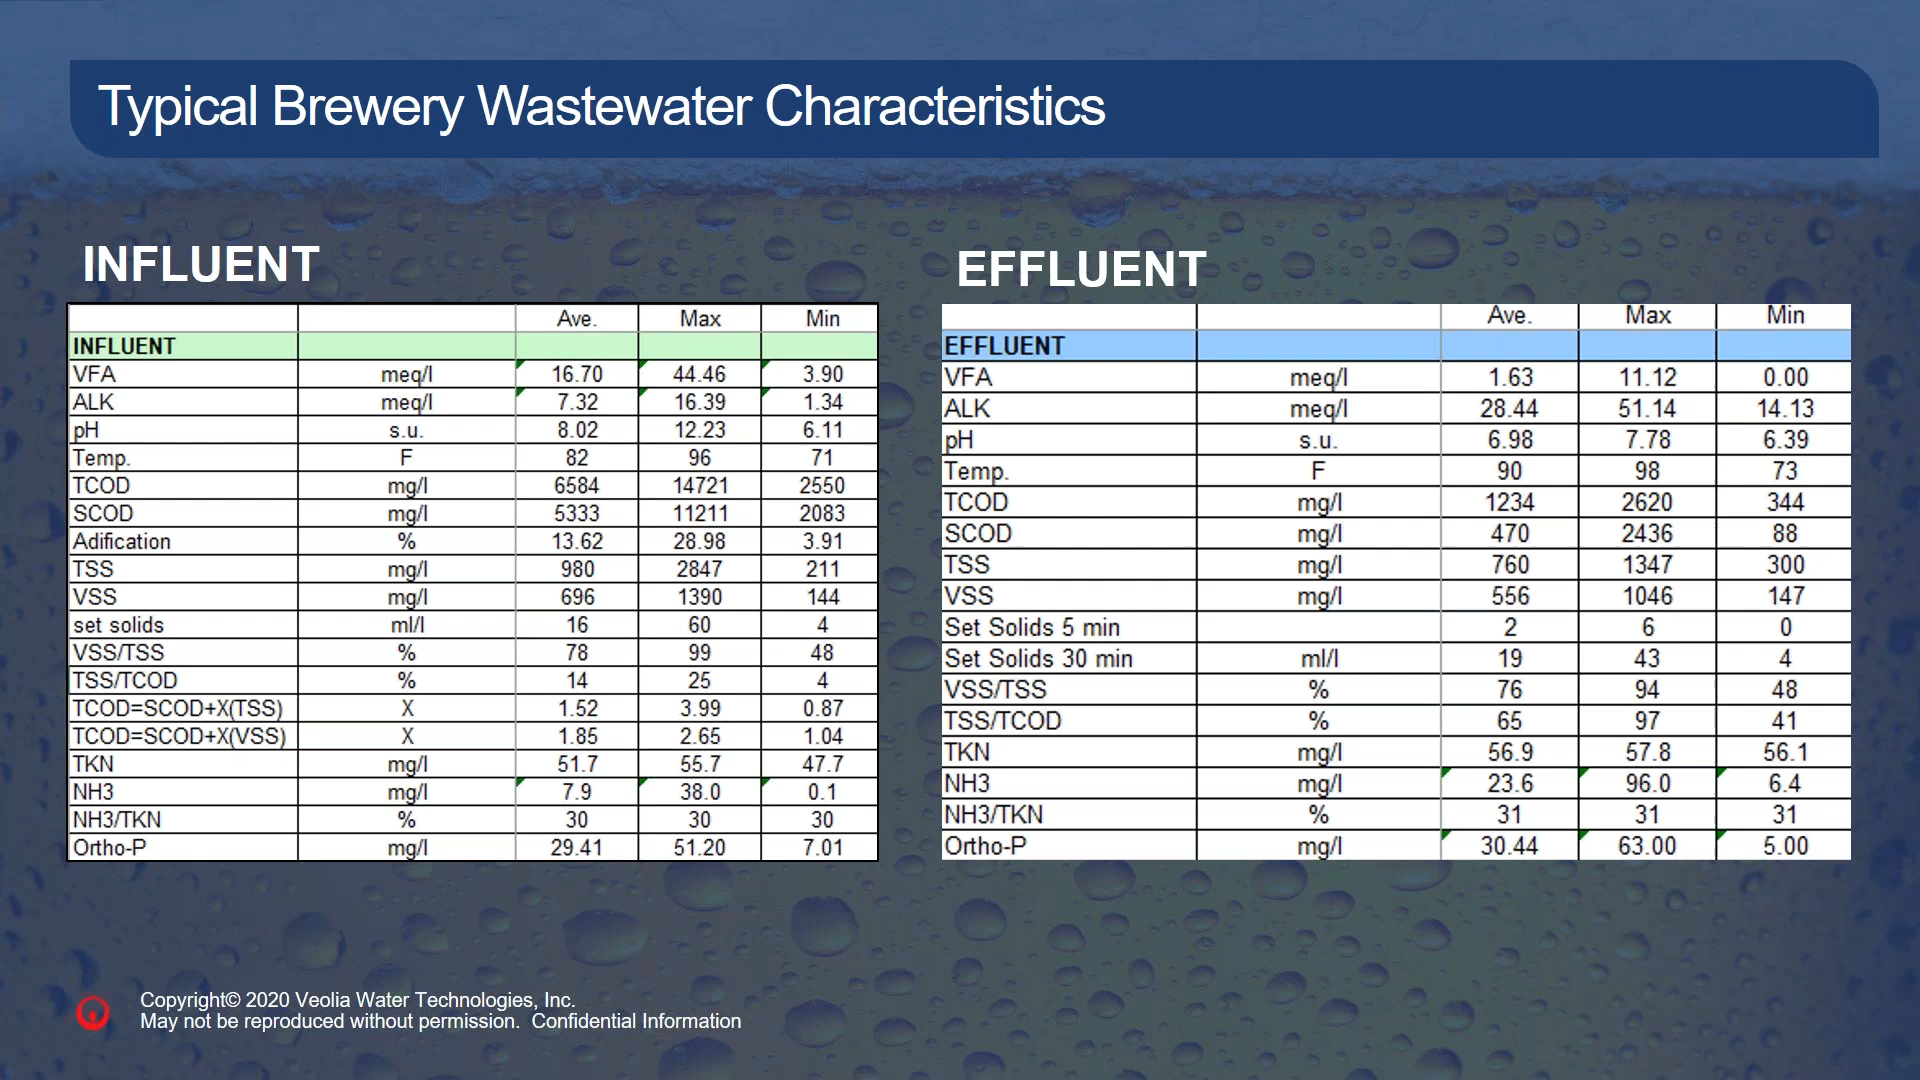 Typical Brewery Wastewater Characteristics
INFLUENT
Ave. Max Min
INFLUENT
VFA meq/l 16.70 44.46 3.90
ALK meq/l 7.32 16.39 1.34
pH s.u. 8.02 12.23 6.11
Temp. F 82 96 71
TCOD mg/l 6584 14721 2550
SCOD mg/l 5333 11211 2083
Adification % 13.62 28.98 3.91
TSS mg/l 980 2847 211
VSS mg/l 696 1390 144
set solids ml/l 16 60 4
VSS/TSS % 78 99 48
TSS/TCOD % 14 25 4
TCOD=SCOD+X(TSS) X 1.52 3.99 0.87
TCOD=SCOD+X(VSS) X 1.85 2.65 1.04
TKN mg/l 51.7 55.7 47.7
NH3 mg/l 7.9 38.0 0.1
NH3/TKN % 30 30 30
Ortho-P mg/l 29.41 51.20 7.01
EFFLUENT
Ave. Max Min
EFFLUENT
VFA meq/l 1.63 11.12 0.00
ALK meq/l 28.44 51.14 14.13
pH s.u. 6.98 7.78 6.39
Temp. F 90 98 73
TCOD mg/l 1234 2620 344
SCOD mg/l 470 2436 88
TSS mg/l 760 1347 300
VSS mg/l 556 1046 147
Set Solids 5 min 2 6 0
Set Solids 30 min ml/l 19 43 4
VSS/TSS % 76 94 48
TSS/TCOD % 65 97 41
TKN mg/l 56.9 57.8 56.1
NH3 mg/l 23.6 96.0 6.4
NH3/TKN % 31 31 31
Ortho-P mg/l 30.44 63.00 5.00
Copyright© 2020 Veolia Water Technologies, Inc.
May not be reproduced without permission. Confidential Information